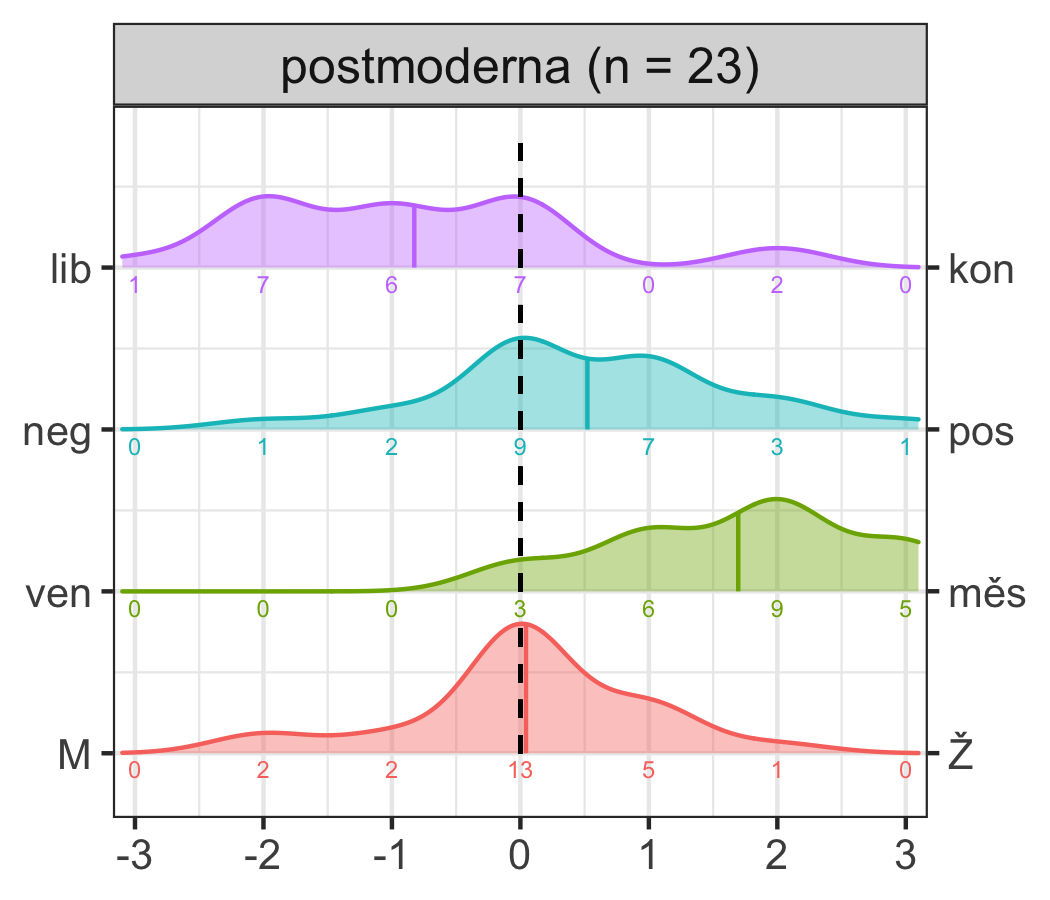 postmoderna (n = 23)
lib kon
1 7 6 7 0 2 0
neg pos
0 1 2 9 7 3 1
ven měs
0 0 0 3 6 9 5
M Ž
0 2 2 13 5 1 0
-3 -2 -1 0 1 2 3